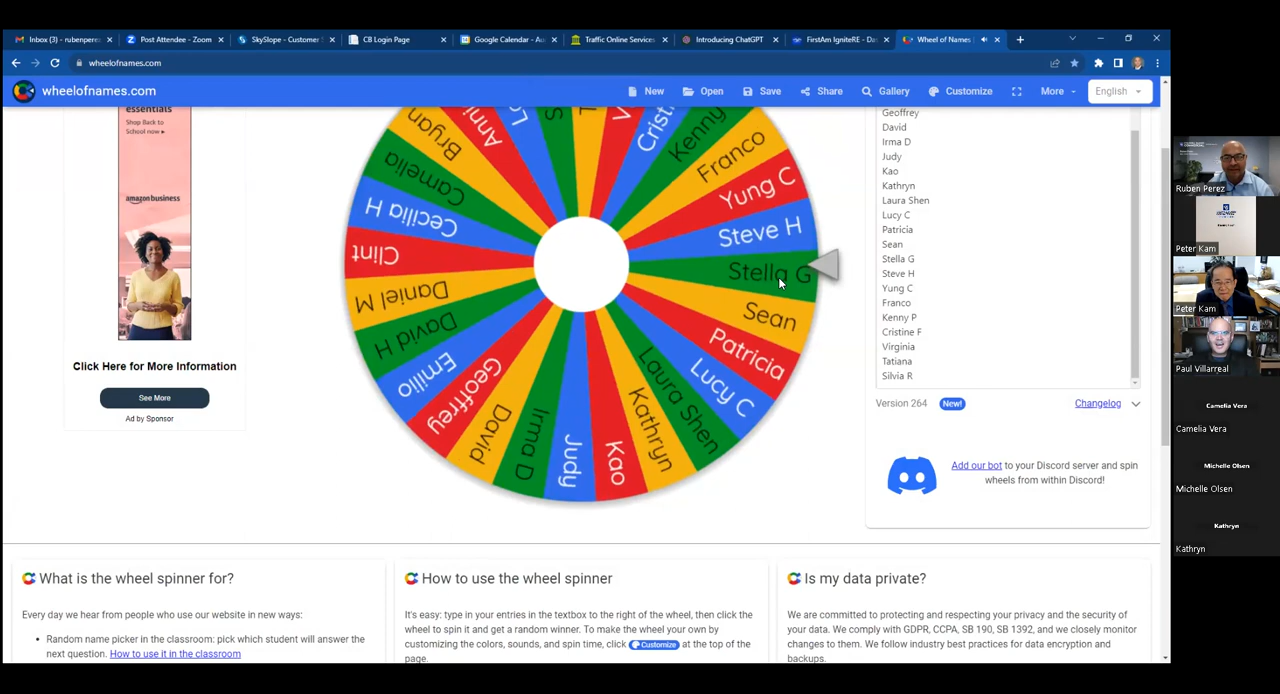 Inbox (3) - rubenperez
Post Attendee - Zoom
SkySlope - Customer S
CB Login Page
Google Calendar - Au
Traffic Online Services
Introducing ChatGPT
FirstAm IgniteRE - Das
Wheel of Names |
wheelofnames.com
wheelofnames.com
New
Open
Save
Share
Gallery
Customize
More
English
essentials
Shop Back to
School now ▸
amazon business
Click Here for More Information
See More
Ad by Sponsor
Cristi
Kenny
Franco
Yung C
Steve H
Stella G
Sean
Patricia
Lucy C
Laura Shen
Kathryn
Kao
Judy
Irma D
David
Geoffrey
Emilio
David H
Daniel M
Clint
Cecilia H
Camelia
Bryan
Anni
Lo
S
Geoffrey
David
Irma D
Judy
Kao
Kathryn
Laura Shen
Lucy C
Patricia
Sean
Stella G
Steve H
Yung C
Franco
Kenny P
Cristine F
Virginia
Tatiana
Silvia R
Version 264
New!
Changelog
Add our bot to your Discord server and spin
wheels from within Discord!
What is the wheel spinner for?
Every day we hear from people who use our website in new ways:
• Random name picker in the classroom: pick which student will answer the
next question. How to use it in the classroom
How to use the wheel spinner
It's easy: type in your entries in the textbox to the right of the wheel, then click the
wheel to spin it and get a random winner. To make the wheel your own by
customizing the colors, sounds, and spin time, click Customize at the top of the
page.
Is my data private?
We are committed to protecting and respecting your privacy and the security of
your data. We comply with GDPR, CCPA, SB 190, SB 1392, and we closely monitor
changes to them. We follow industry best practices for data encryption and
backups.
Ruben Perez
Peter Kam
Peter Kam
Paul Villarreal
Camelia Vera
Camelia Vera
Michelle Olsen
Michelle Olsen
Kathryn
Kathryn